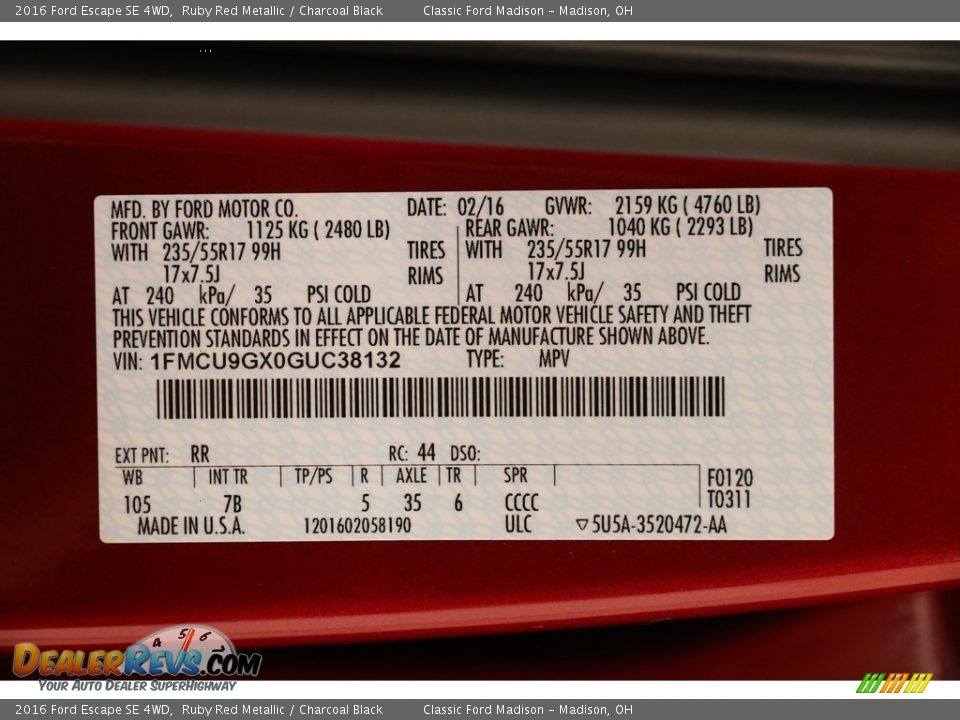 2016 Ford Escape SE 4WD, Ruby Red Metallic / Charcoal Black Classic Ford Madison – Madison, OH
MFD. BY FORD MOTOR CO. DATE: 02/16 GVWR: 2159 KG ( 4760 LB)
FRONT GAWR: 1125 KG ( 2480 LB) REAR GAWR: 1040 KG ( 2293 LB)
WITH 235/55R17 99H TIRES WITH 235/55R17 99H TIRES
17x7.5J RIMS 17x7.5J RIMS
AT 240 kPa/ 35 PSI COLD AT 240 kPa/ 35 PSI COLD
THIS VEHICLE CONFORMS TO ALL APPLICABLE FEDERAL MOTOR VEHICLE SAFETY AND THEFT
PREVENTION STANDARDS IN EFFECT ON THE DATE OF MANUFACTURE SHOWN ABOVE.
VIN: 1FMCU9GX0GUC38132 TYPE: MPV
EXT PNT: RR RC: 44 DSO:
WB INT TR TP/PS R AXLE TR SPR F0120
105 7B 5 35 6 CCCC T0311
MADE IN U.S.A. 1201602058190 ULC ▽5U5A-3520472-AA
4 5 6
DEALERREVS.COM
YOUR AUTO DEALER SUPERHIGHWAY
2016 Ford Escape SE 4WD, Ruby Red Metallic / Charcoal Black Classic Ford Madison – Madison, OH